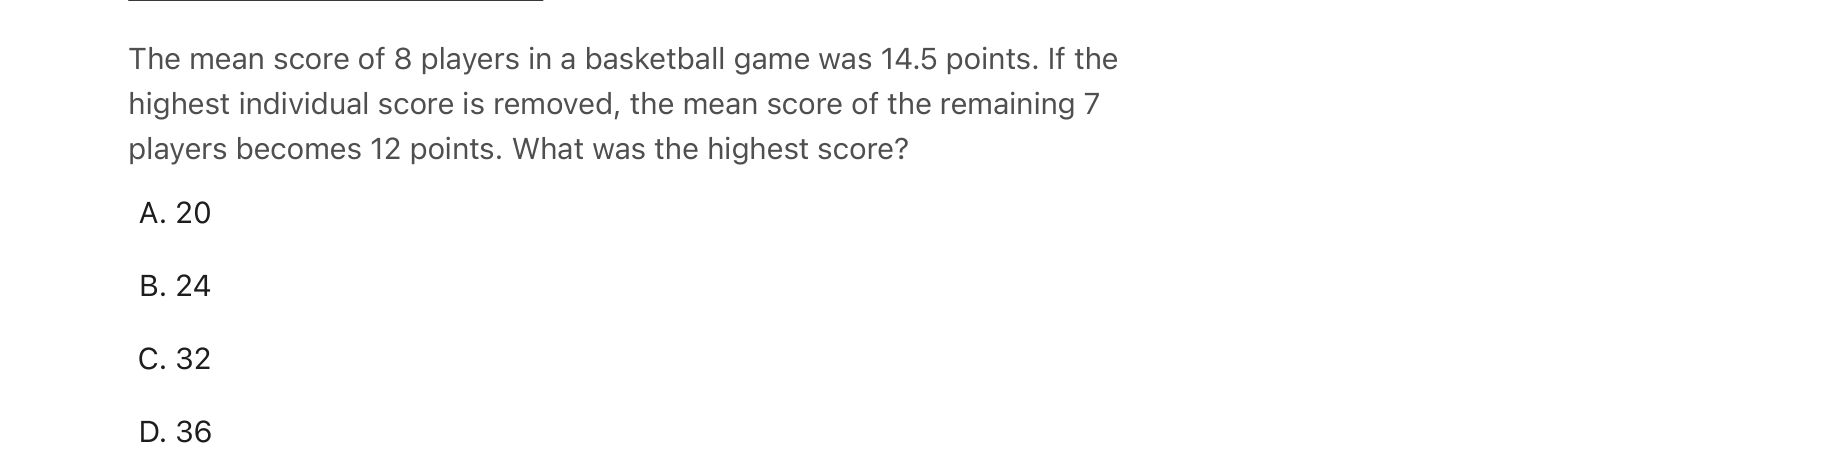 The mean score of 8 players in a basketball game was 14.5 points. If the
highest individual score is removed, the mean score of the remaining 7
players becomes 12 points. What was the highest score?
A. 20
B. 24
C. 32
D. 36